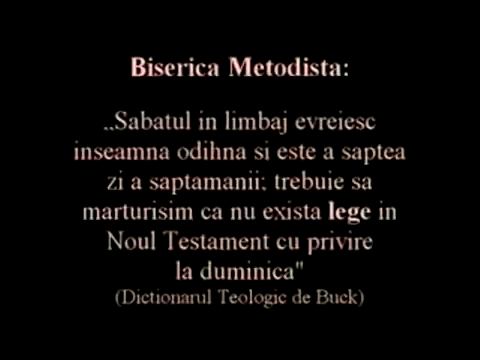 Biserica Metodista:
„Sabatul in limbaj evreiesc
inseamna odihna si este a saptea
zi a saptamanii; trebuie sa
marturisim ca nu exista lege in
Noul Testament cu privire
la duminica"
(Dictionarul Teologic de Buck)